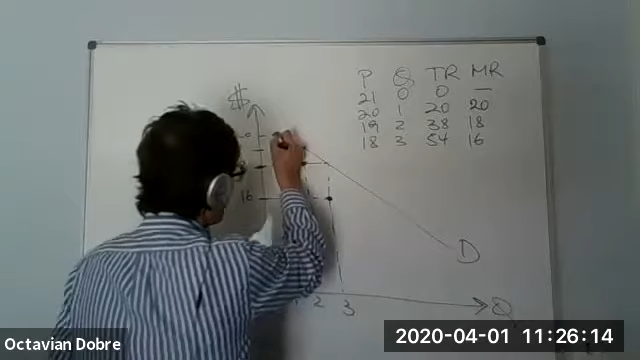 P Q TR MR
21 0 0 —
20 1 20 20
19 2 38 18
18 3 54 16
$
16
D
2 3 Q
Octavian Dobre
2020-04-01 11:26:14